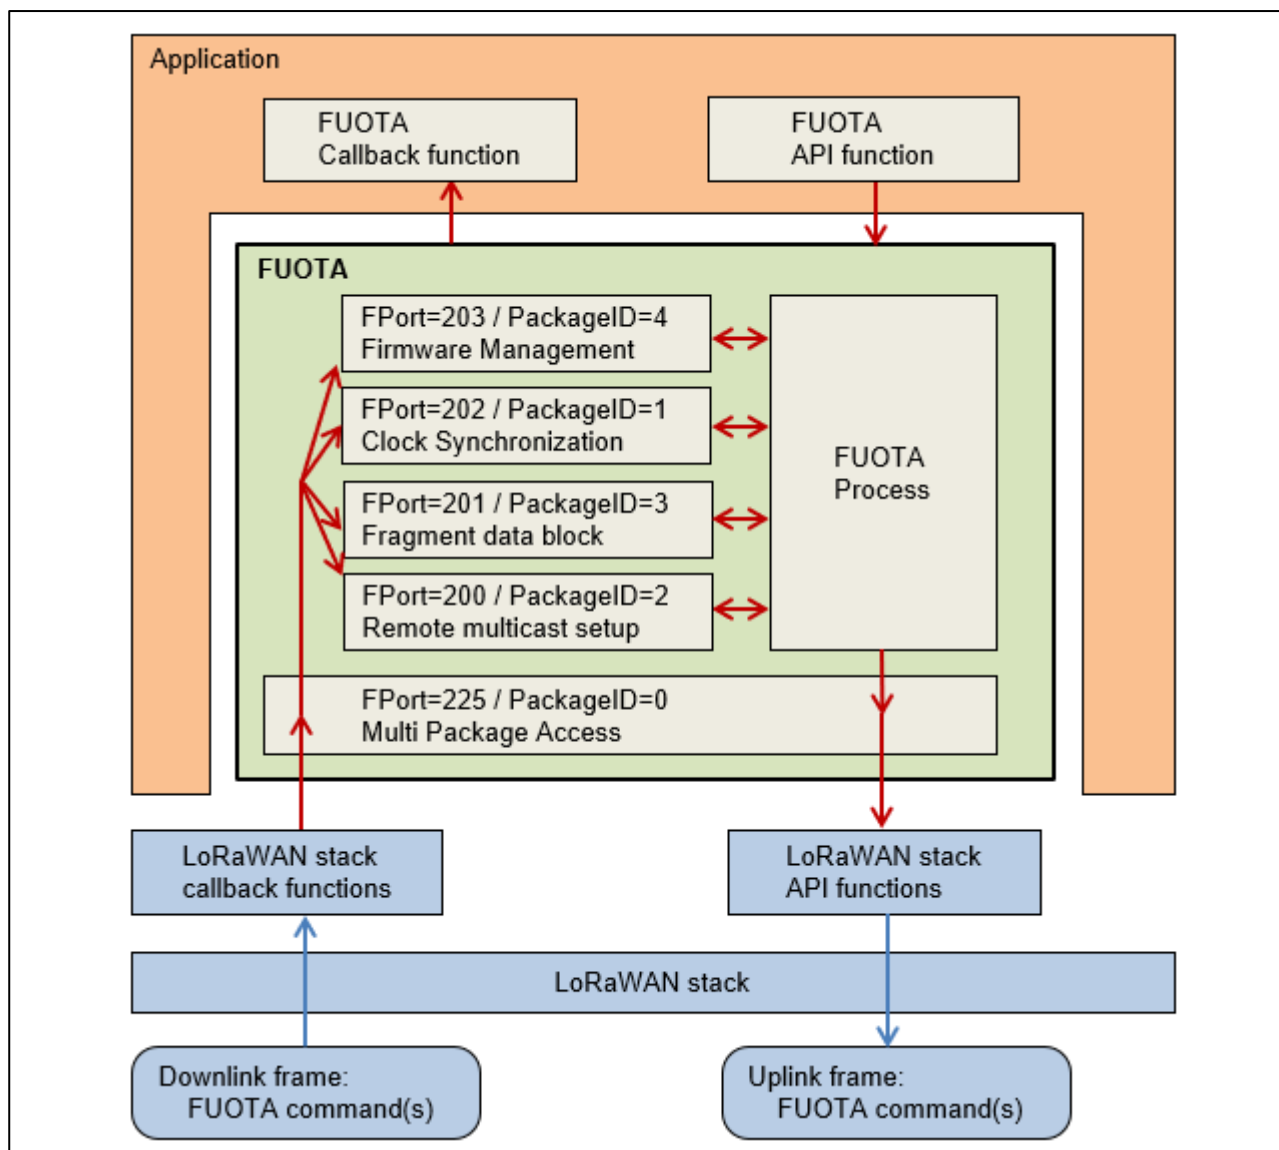 Application
FUOTA
Callback function
FUOTA
API function
FUOTA
FPort=203 / PackageID=4
Firmware Management
FPort=202 / PackageID=1
Clock Synchronization
FPort=201 / PackageID=3
Fragment data block
FPort=200 / PackageID=2
Remote multicast setup
FUOTA
Process
FPort=225 / PackageID=0
Multi Package Access
LoRaWAN stack
callback functions
LoRaWAN stack
API functions
LoRaWAN stack
Downlink frame:
FUOTA command(s)
Uplink frame:
FUOTA command(s)